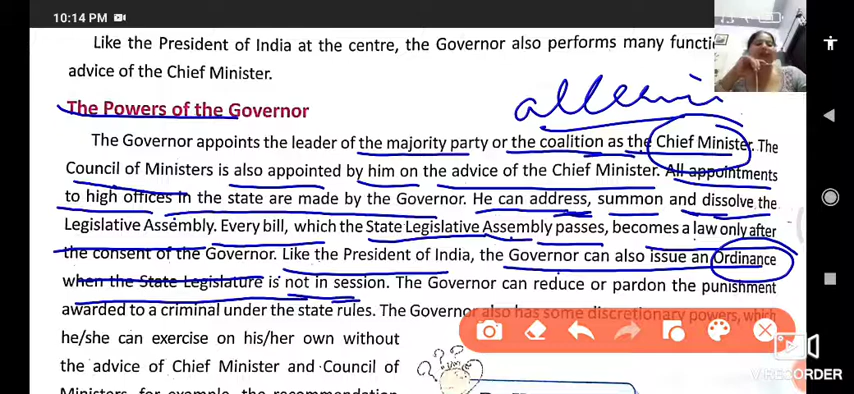 10:14 PM
Like the President of India at the centre, the Governor also performs many
advice of the Chief Minister.
The Powers of the Governor
The Governor appoints the leader of the majority party or the coalition as the Chief Minister. The
Council of Ministers is also appointed by him on the advice of the Chief Minister. All appointments
to high offices in the state are made by the Governor. He can address, summon and dissolve the
Legislative Assembly. Every bill, which the State Legislative Assembly passes, becomes a law only after
the consent of the Governor. Like the President of India, the Governor can also issue an Ordinance
when the State Legislature is not in session. The Governor can reduce or pardon the punishment
awarded to a criminal under the state rules. The Governor also has some discretionary powers, which
he/she can exercise on his/her own without
the advice of Chief Minister and Council of
V RECORDER